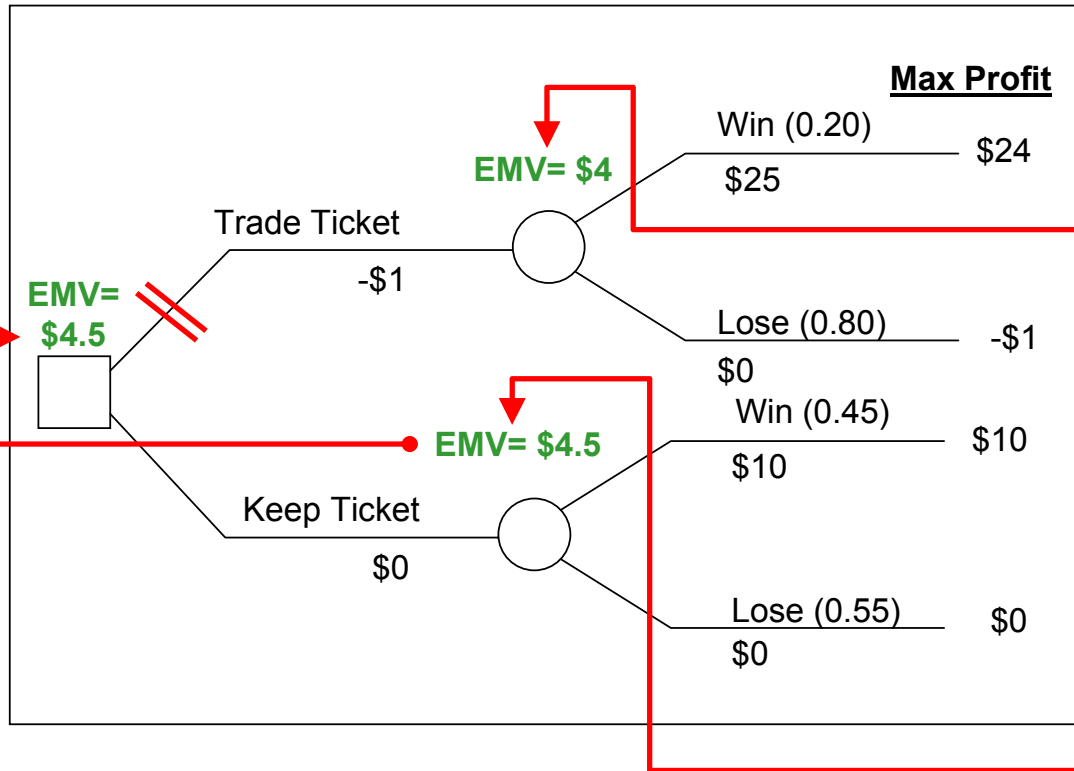 Max Profit
Win (0.20)
$24
$25
EMV= $4
Trade Ticket
-$1
EMV=
$4.5
Lose (0.80)
-$1
$0
Win (0.45)
$10
$10
EMV= $4.5
Keep Ticket
$0
Lose (0.55)
$0
$0